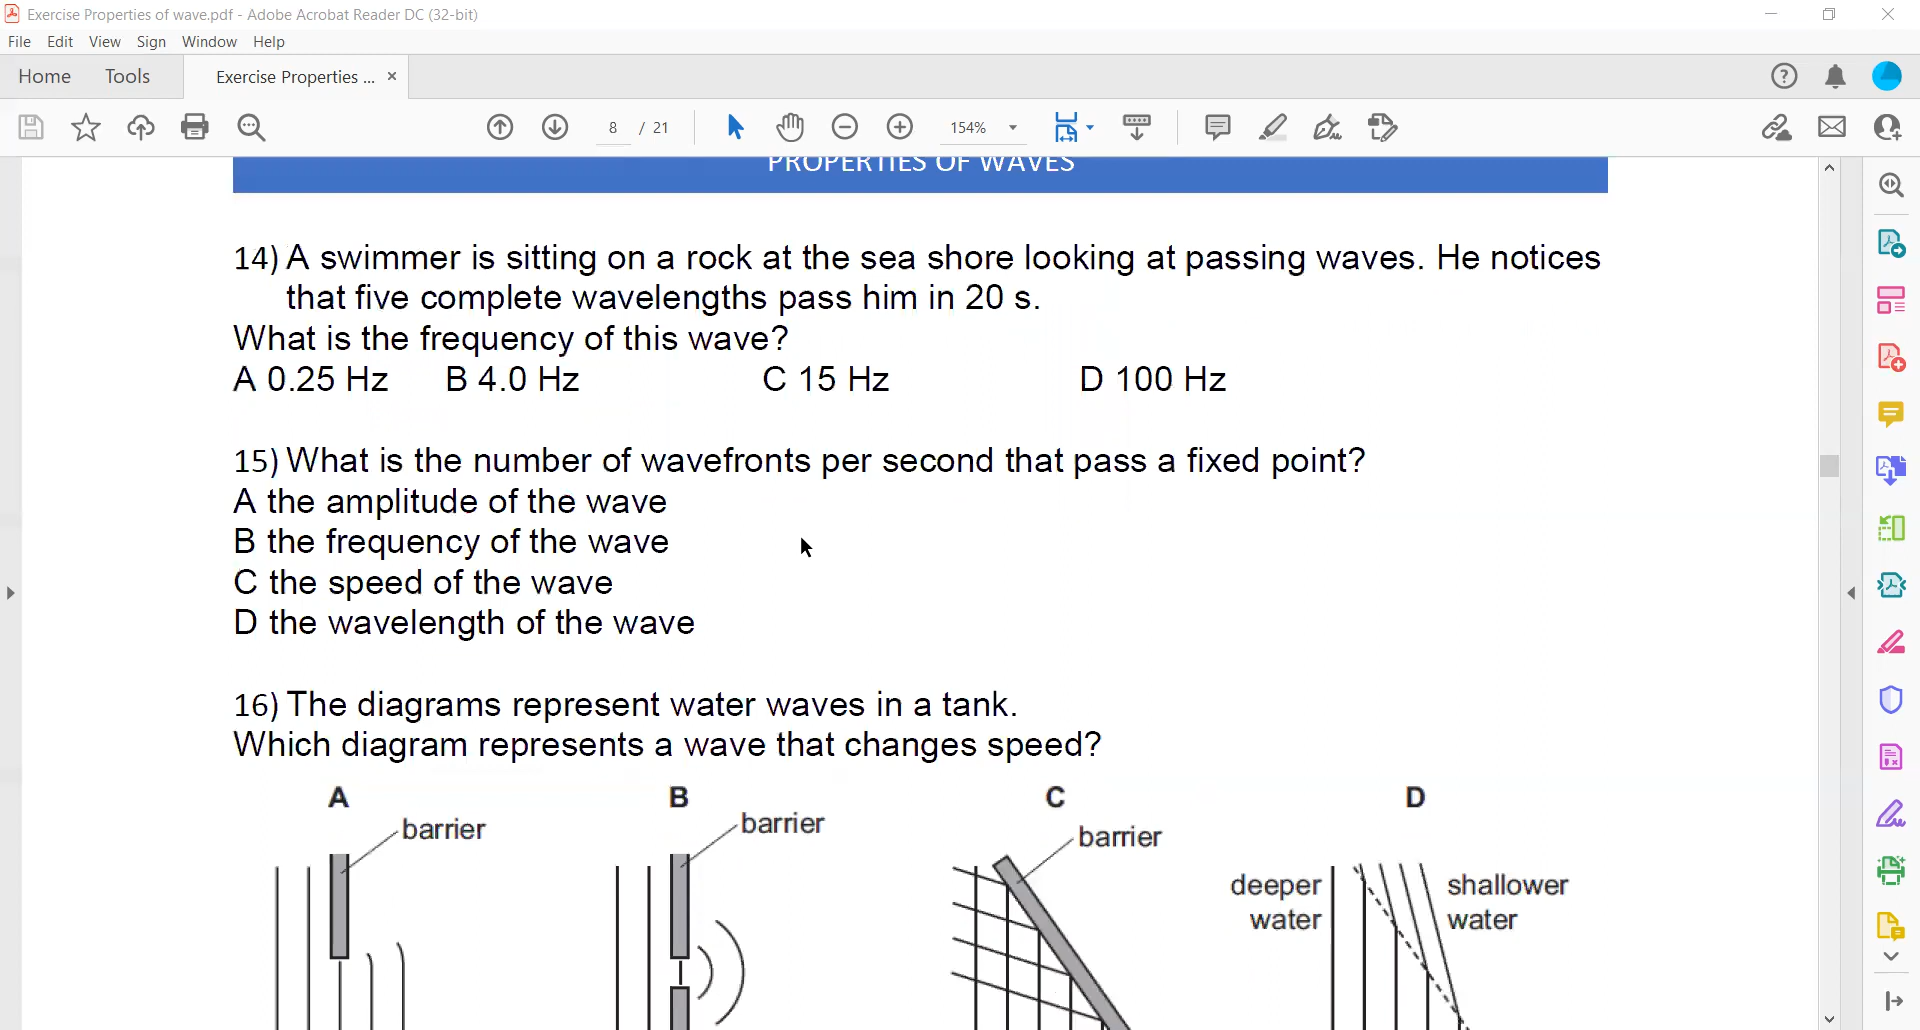 Exercise Properties of wave.pdf - Adobe Acrobat Reader DC (32-bit)
File Edit View Sign Window Help
Home Tools Exercise Properties ... ×
8 / 21 154%
PROPERTIES OF WAVES
14) A swimmer is sitting on a rock at the sea shore looking at passing waves. He notices
that five complete wavelengths pass him in 20 s.
What is the frequency of this wave?
A 0.25 Hz B 4.0 Hz C 15 Hz D 100 Hz
15) What is the number of wavefronts per second that pass a fixed point?
A the amplitude of the wave
B the frequency of the wave
C the speed of the wave
D the wavelength of the wave
16) The diagrams represent water waves in a tank.
Which diagram represents a wave that changes speed?
A B C D
barrier barrier barrier
deeper shallower
water water